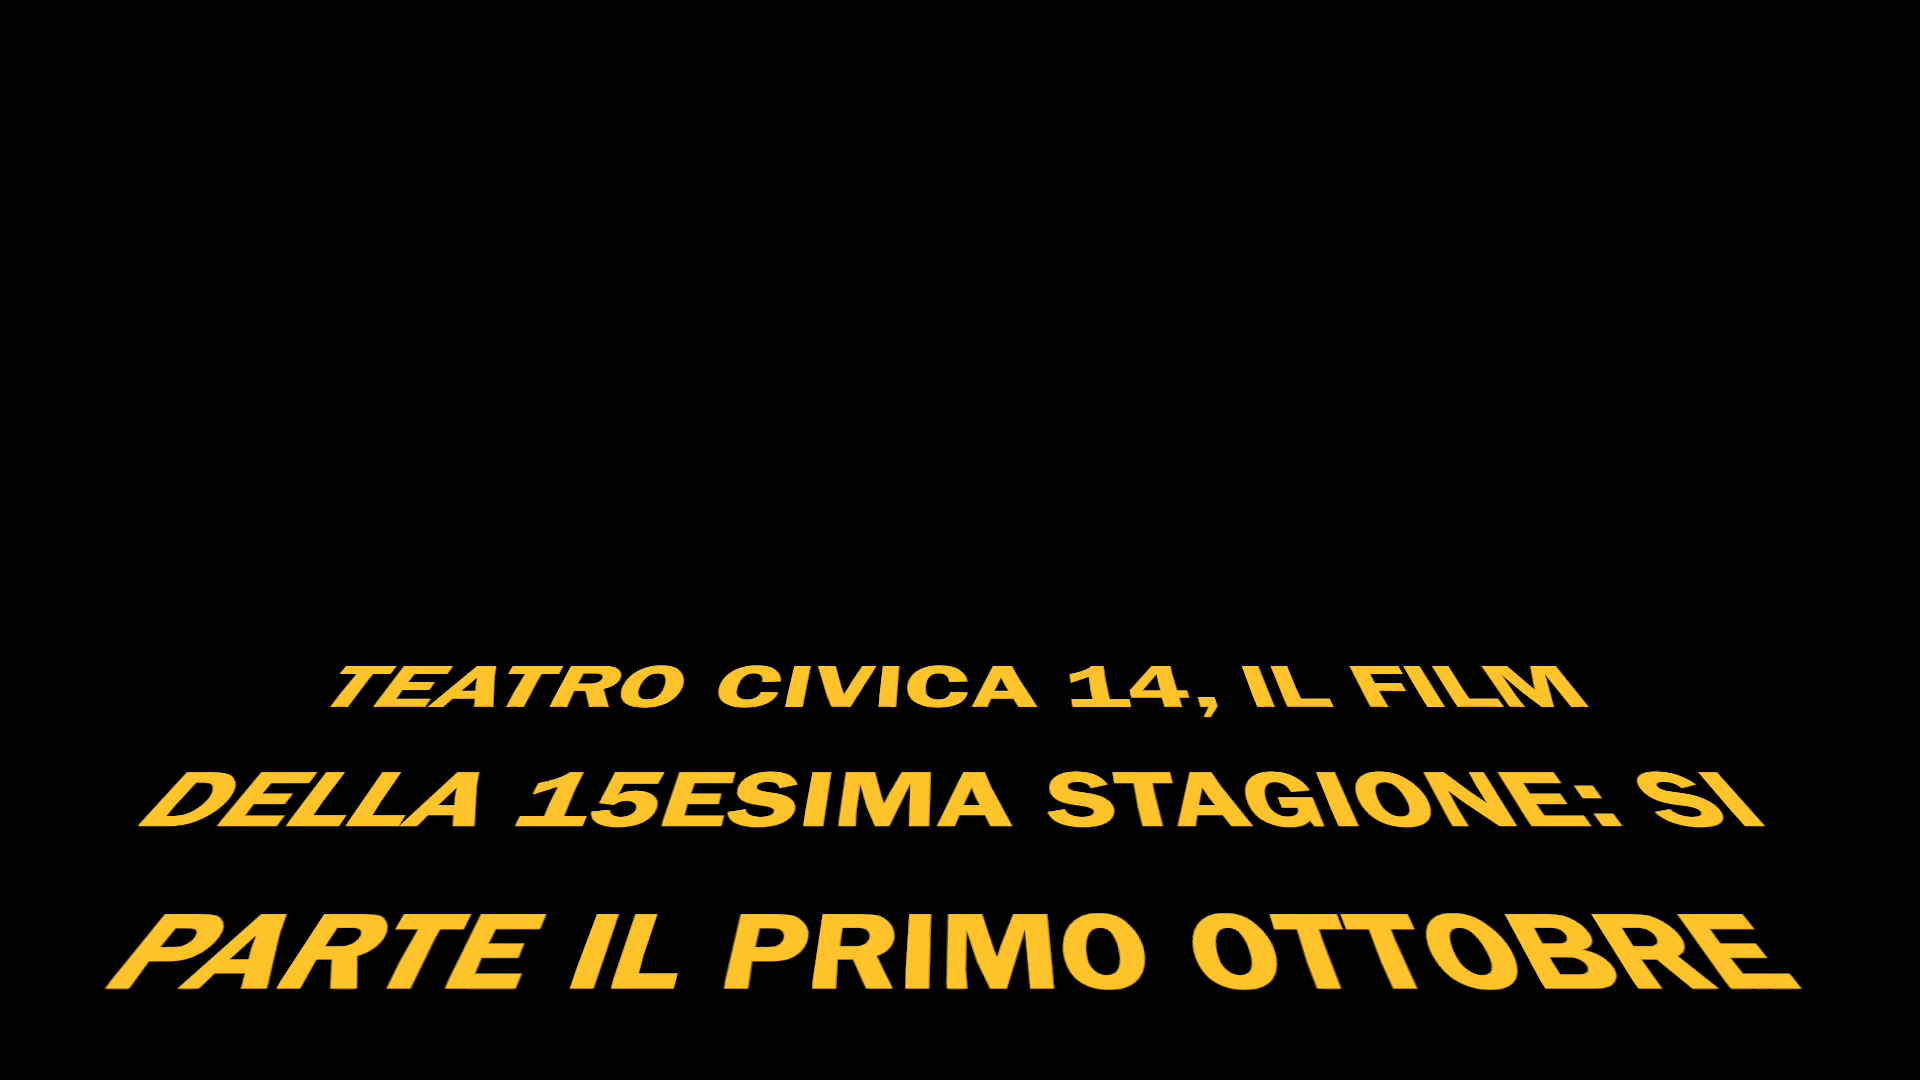 TEATRO CIVICA 14, IL FILM
DELLA 15ESIMA STAGIONE: SI
PARTE IL PRIMO OTTOBRE